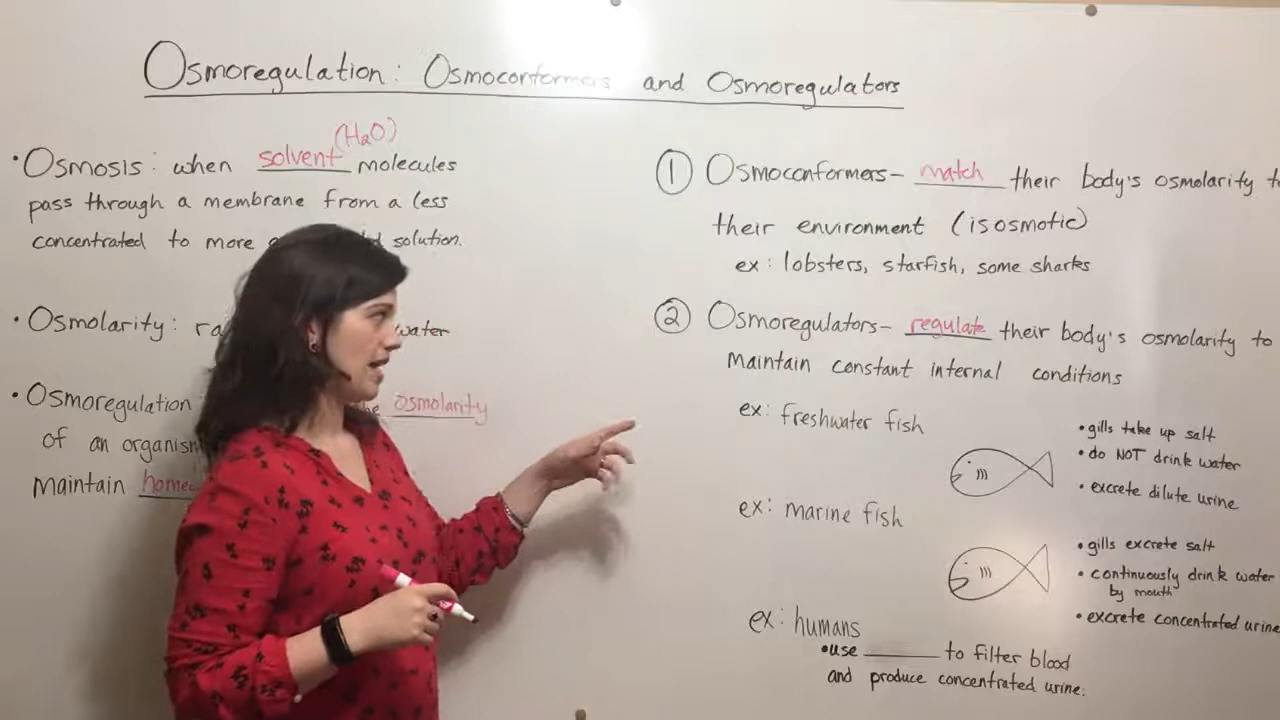 Osmoregulation: Osmoconformers and Osmoregulators
(H₂O)
• Osmosis: when solvent molecules
pass through a membrane from a less
concentrated to more solution.
• Osmolarity: water
• Osmoregulation: osmolarity
of an organism
maintain
① Osmoconformers- match their body's osmolarity to
their environment (isosmotic)
ex: lobsters, starfish, some sharks
② Osmoregulators- regulate their body's osmolarity to
maintain constant internal conditions
ex: freshwater fish
• gills take up salt
• do NOT drink water
• excrete dilute urine
ex: marine fish
• gills excrete salt
• continuously drink water
by mouth
• excrete concentrated urine
ex: humans
• use ______ to filter blood
and produce concentrated urine.